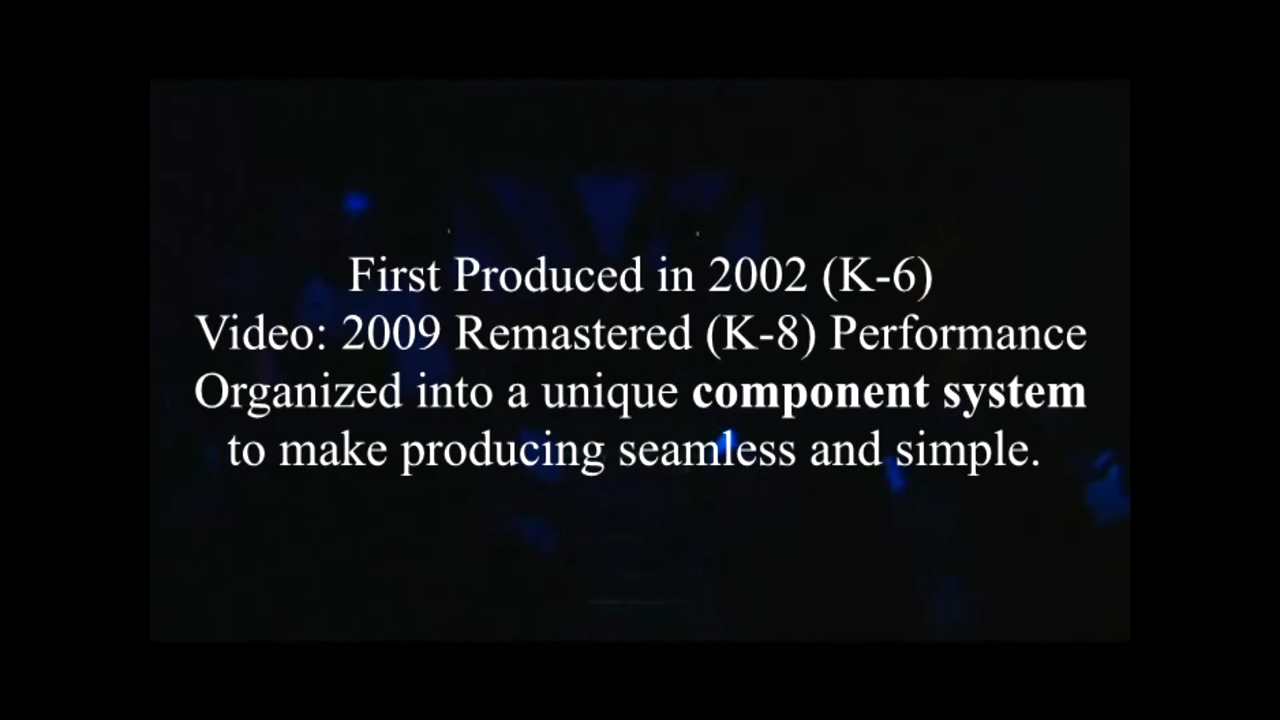 First Produced in 2002 (K-6)
Video: 2009 Remastered (K-8) Performance
Organized into a unique component system
to make producing seamless and simple.